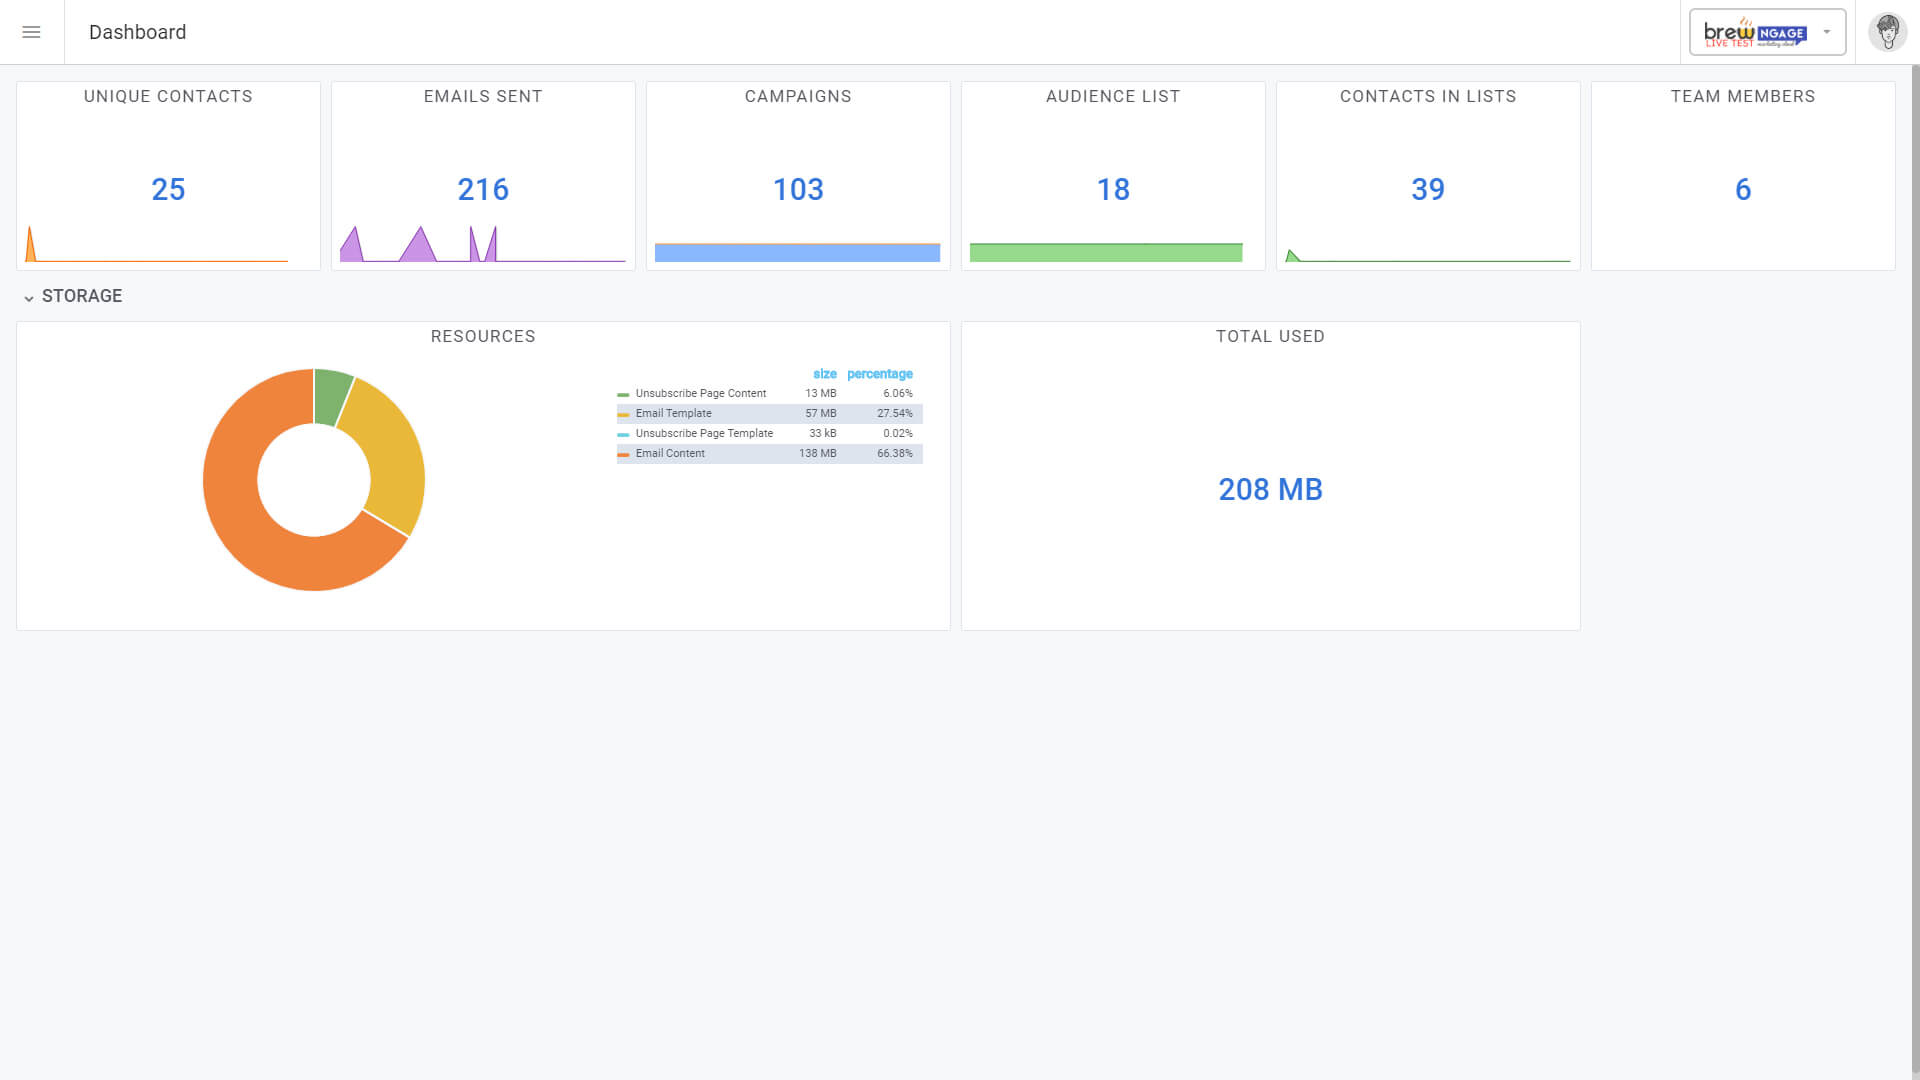 Dashboard
brew NGAGE
LIVE TEST marketing cloud
UNIQUE CONTACTS
25
EMAILS SENT
216
CAMPAIGNS
103
AUDIENCE LIST
18
CONTACTS IN LISTS
39
TEAM MEMBERS
6
STORAGE
RESOURCES
size percentage
Unsubscribe Page Content 13 MB 6.06%
Email Template 57 MB 27.54%
Unsubscribe Page Template 33 kB 0.02%
Email Content 138 MB 66.38%
TOTAL USED
208 MB